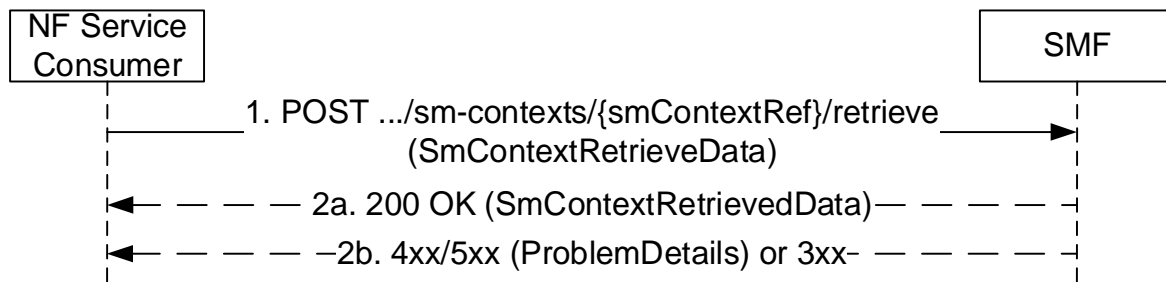 NF Service
Consumer
SMF
1. POST .../sm-contexts/{smContextRef}/retrieve
(SmContextRetrieveData)
2a. 200 OK (SmContextRetrievedData)
2b. 4xx/5xx (ProblemDetails) or 3xx